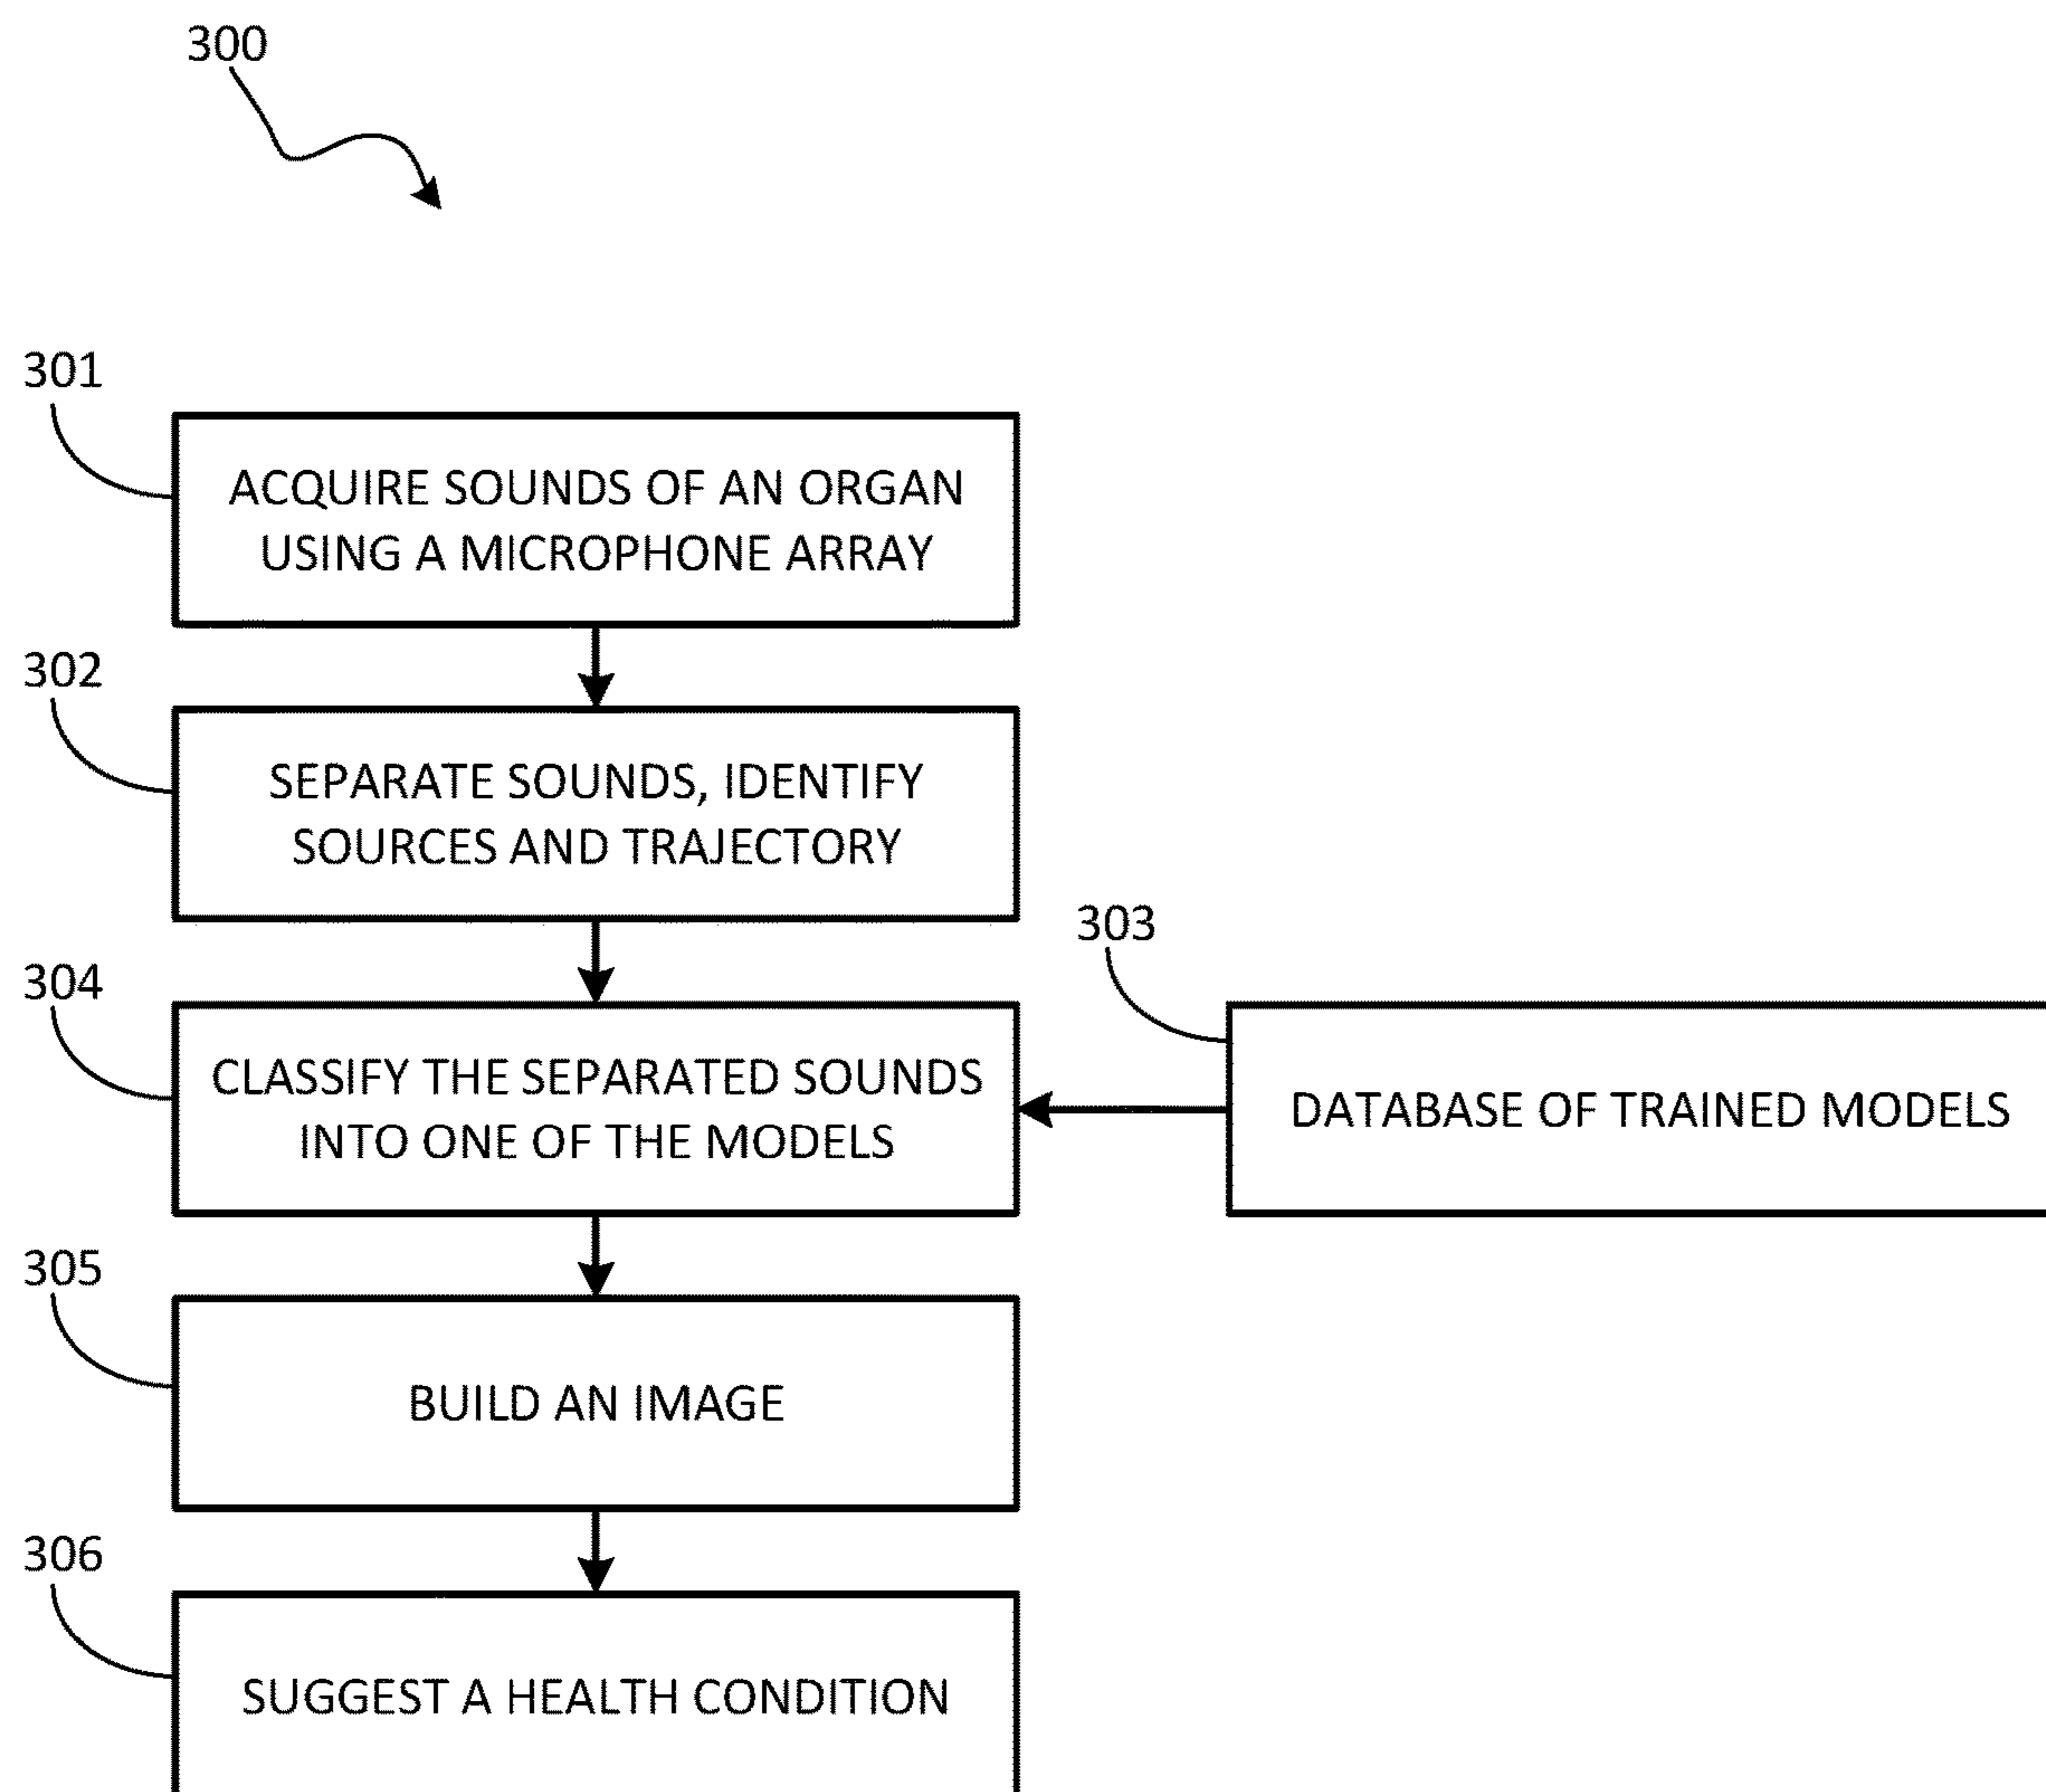 300
301
ACQUIRE SOUNDS OF AN ORGAN
USING A MICROPHONE ARRAY
302
SEPARATE SOUNDS, IDENTIFY
SOURCES AND TRAJECTORY
303
304
CLASSIFY THE SEPARATED SOUNDS
INTO ONE OF THE MODELS
DATABASE OF TRAINED MODELS
305
BUILD AN IMAGE
306
SUGGEST A HEALTH CONDITION